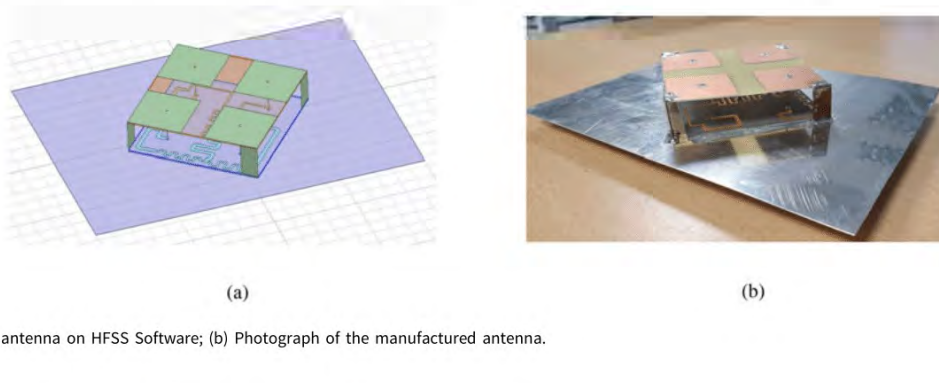 (a)
(b)
antenna on HFSS Software; (b) Photograph of the manufactured antenna.